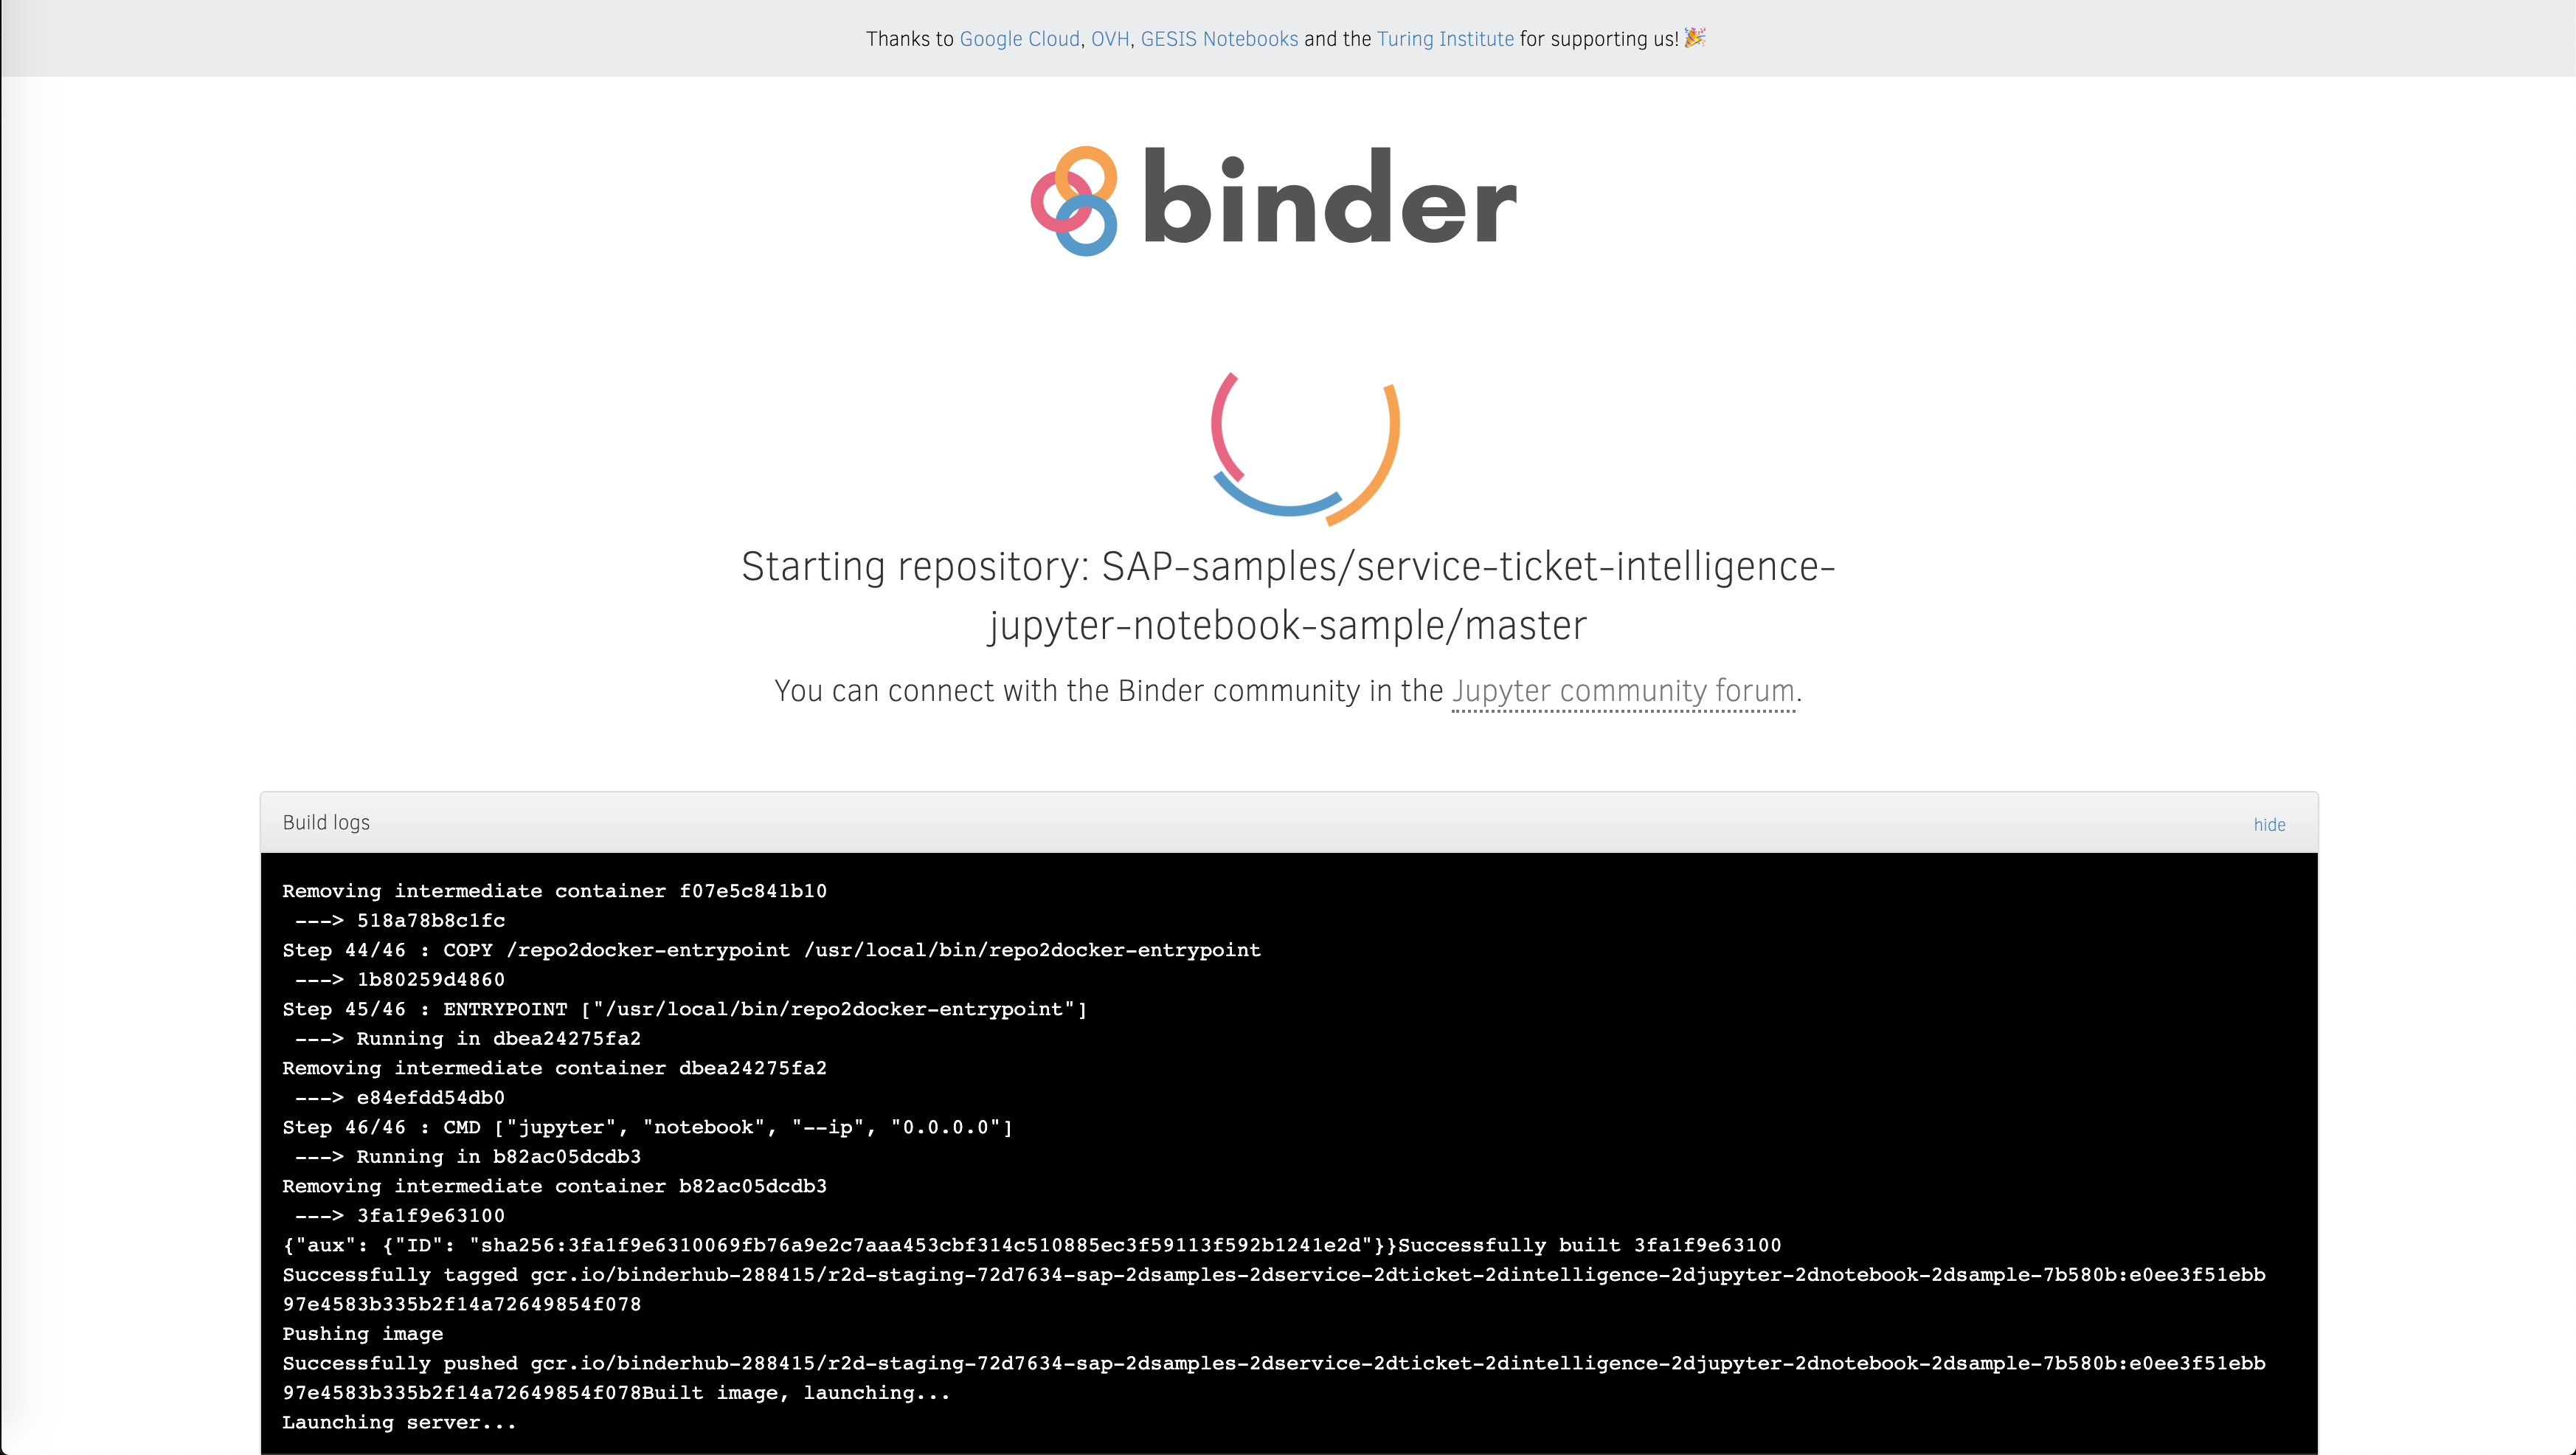 Thanks to Google Cloud, OVH, GESIS Notebooks and the Turing Institute for supporting us! 🎉
binder
Starting repository: SAP-samples/service-ticket-intelligence-
jupyter-notebook-sample/master
You can connect with the Binder community in the Jupyter community forum.
Build logs
hide
Removing intermediate container f07e5c841b10
---> 518a78b8c1fc
Step 44/46 : COPY /repo2docker-entrypoint /usr/local/bin/repo2docker-entrypoint
---> 1b80259d4860
Step 45/46 : ENTRYPOINT ["/usr/local/bin/repo2docker-entrypoint"]
---> Running in dbea24275fa2
Removing intermediate container dbea24275fa2
---> e84efdd54db0
Step 46/46 : CMD ["jupyter", "notebook", "--ip", "0.0.0.0"]
---> Running in b82ac05dcdb3
Removing intermediate container b82ac05dcdb3
---> 3fa1f9e63100
{"aux": {"ID": "sha256:3fa1f9e6310069fb76a9e2c7aaa453cbf314c510885ec3f59113f592b1241e2d"}}Successfully built 3fa1f9e63100
Successfully tagged gcr.io/binderhub-288415/r2d-staging-72d7634-sap-2dsamples-2dservice-2dticket-2dintelligence-2djupyter-2dnotebook-2dsample-7b580b:e0ee3f51ebb
97e4583b335b2f14a72649854f078
Pushing image
Successfully pushed gcr.io/binderhub-288415/r2d-staging-72d7634-sap-2dsamples-2dservice-2dticket-2dintelligence-2djupyter-2dnotebook-2dsample-7b580b:e0ee3f51ebb
97e4583b335b2f14a72649854f078Built image, launching...
Launching server...